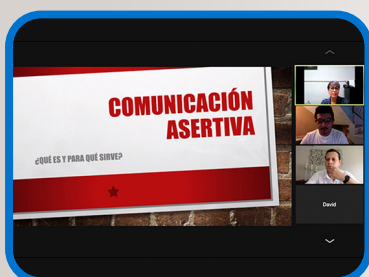 COMUNICACIÓN
ASERTIVA
¿QUÉ ES Y PARA QUÉ SIRVE?
David